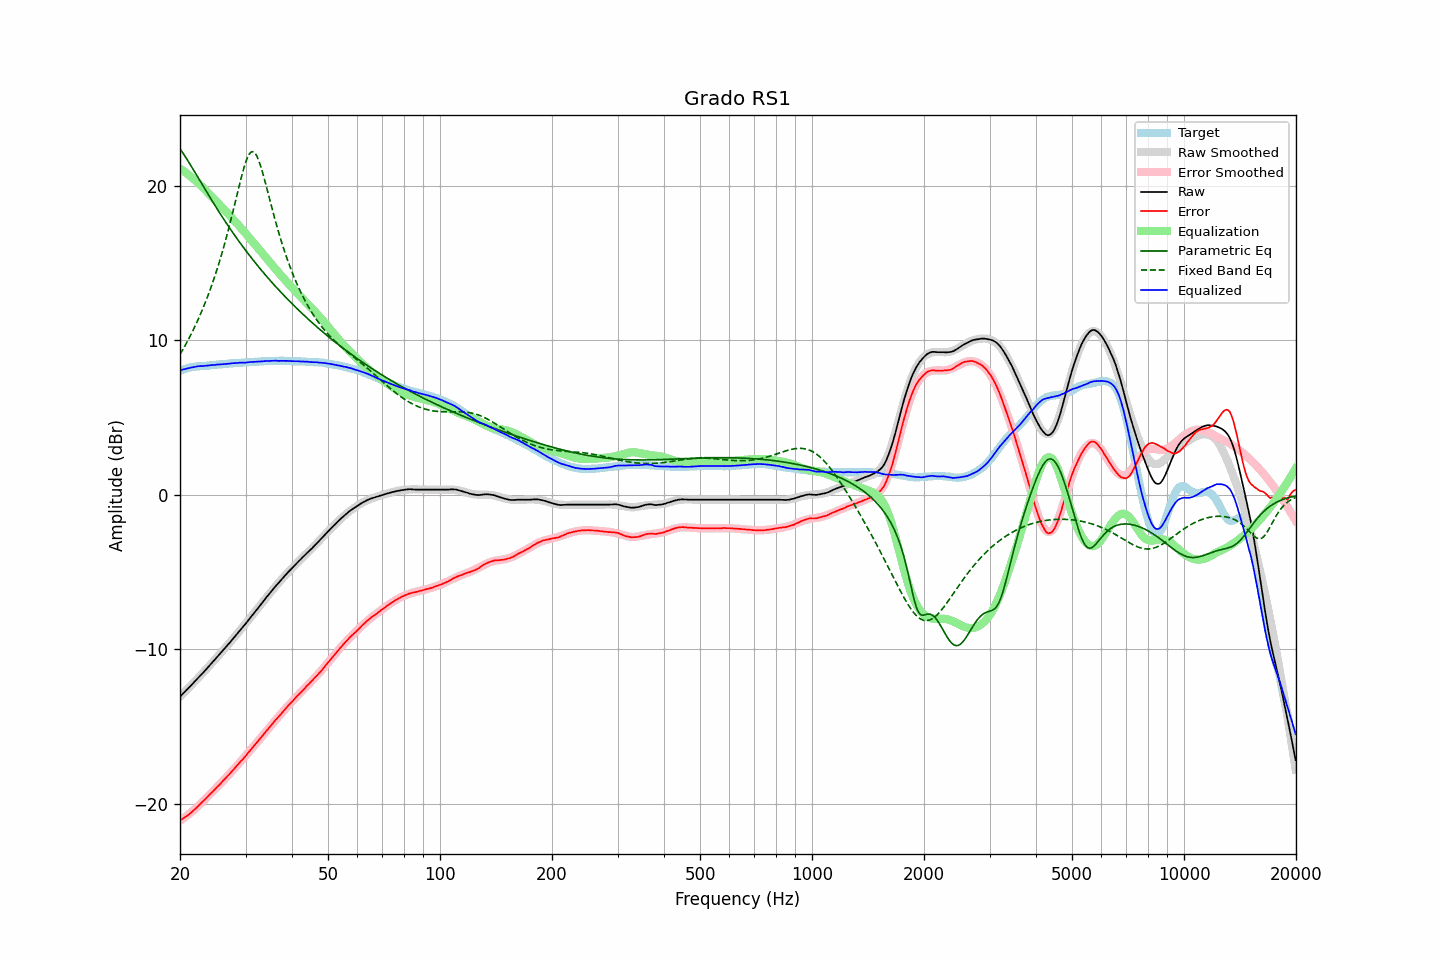 Grado RS1
Amplitude (dBr)
20
10
0
−10
−20
Target
Raw Smoothed
Error Smoothed
Raw
Error
Equalization
Parametric Eq
Fixed Band Eq
Equalized
20 50 100 200 500 1000 2000 5000 10000 20000
Frequency (Hz)